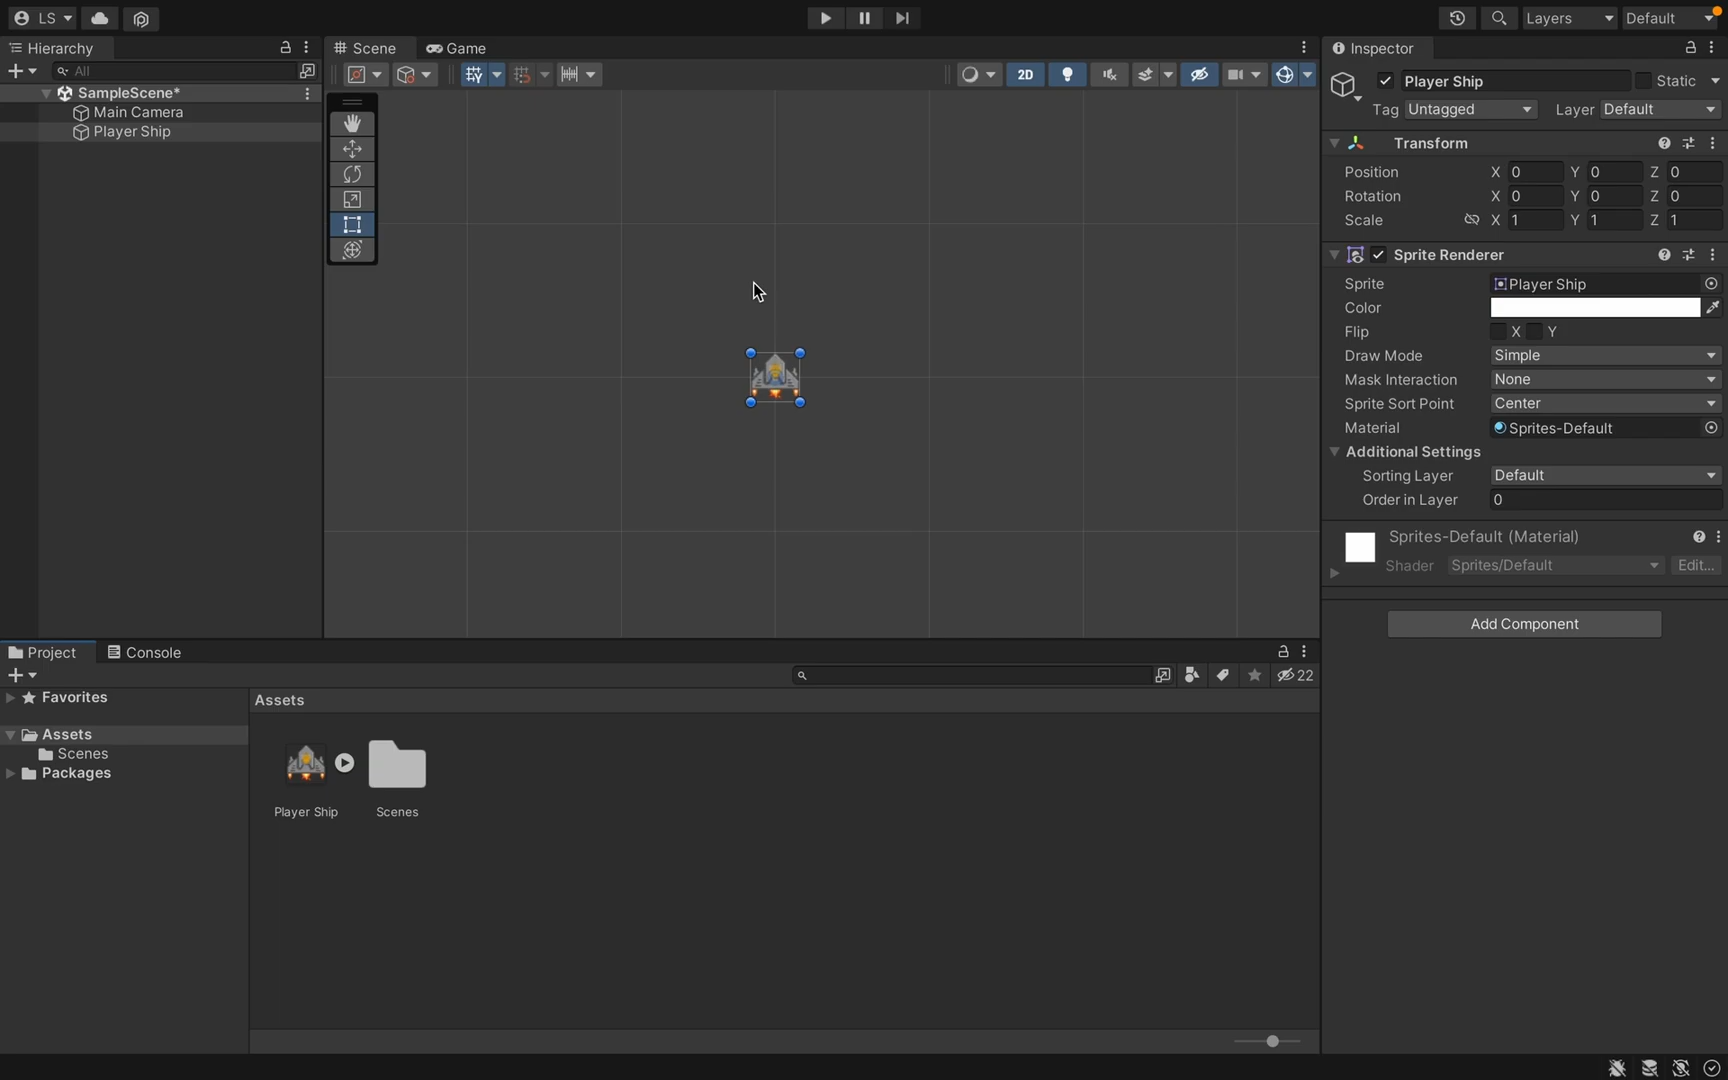 LS
Layers
Default
Hierarchy
All
SampleScene*
Main Camera
Player Ship
Scene
Game
2D
Inspector
Player Ship
Static
Tag Untagged
Layer Default
Transform
Position X 0 Y 0 Z 0
Rotation X 0 Y 0 Z 0
Scale X 1 Y 1 Z 1
Sprite Renderer
Sprite Player Ship
Color
Flip X Y
Draw Mode Simple
Mask Interaction None
Sprite Sort Point Center
Material Sprites-Default
Additional Settings
Sorting Layer Default
Order in Layer 0
Sprites-Default (Material)
Shader Sprites/Default Edit...
Add Component
Project
Console
22
Favorites
Assets
Scenes
Packages
Assets
Player Ship
Scenes